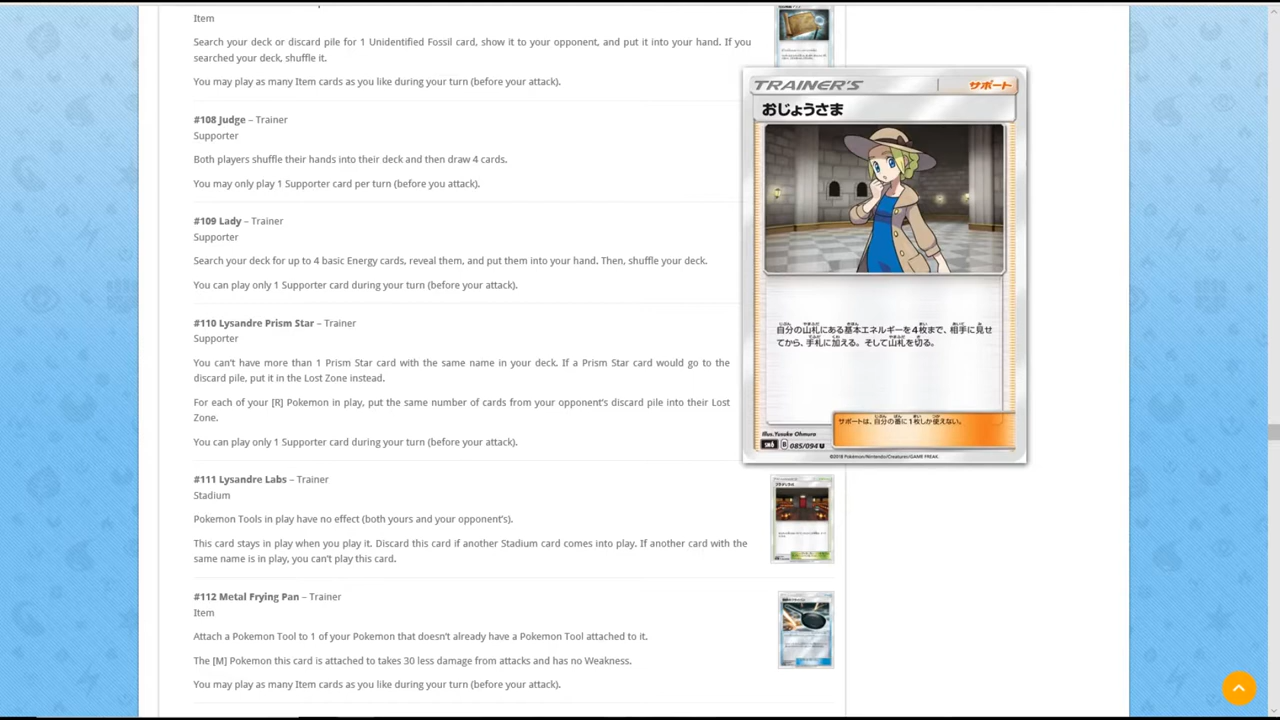 Item
Search your deck or discard pile for 1 Unidentified Fossil card, show it to your opponent, and put it into your hand. If you
searched your deck, shuffle it.
You may play as many Item cards as you like during your turn (before your attack).
#108 Judge – Trainer
Supporter
Both players shuffle their hands into their deck and then draw 4 cards.
You may only play 1 Supporter card per turn (before you attack).
#109 Lady – Trainer
Supporter
Search your deck for up to 4 basic Energy cards, reveal them, and put them into your hand. Then, shuffle your deck.
You can play only 1 Supporter card during your turn (before your attack).
#110 Lysandre Prism Star – Trainer
Supporter
You can't have more than 1 Prism Star card with the same name in your deck. If a Prism Star card would go to the
discard pile, put it in the Lost Zone instead.
For each of your [R] Pokemon in play, put the same number of cards from your opponent's discard pile into their Lost
Zone.
You can play only 1 Supporter card during your turn (before your attack).
#111 Lysandre Labs – Trainer
Stadium
Pokemon Tools in play have no effect (both yours and your opponent's).
This card stays in play when you play it. Discard this card if another Stadium card comes into play. If another card with the
same name is in play, you can't play this card.
#112 Metal Frying Pan – Trainer
Item
Attach a Pokemon Tool to 1 of your Pokemon that doesn't already have a Pokemon Tool attached to it.
The [M] Pokemon this card is attached to takes 30 less damage from attacks and has no Weakness.
You may play as many Item cards as you like during your turn (before your attack).
TRAINER'S サポート
おじょうさま
自分の山札にある基本エネルギーを4枚まで、相手に見せ
てから、手札に加える。そして山札を切る。
サポートは、自分の番に1枚しか使えない。
Illus.Yusuke Ohmura
SM6 B 085/094 U
©2018 Pokémon/Nintendo/Creatures/GAME FREAK.